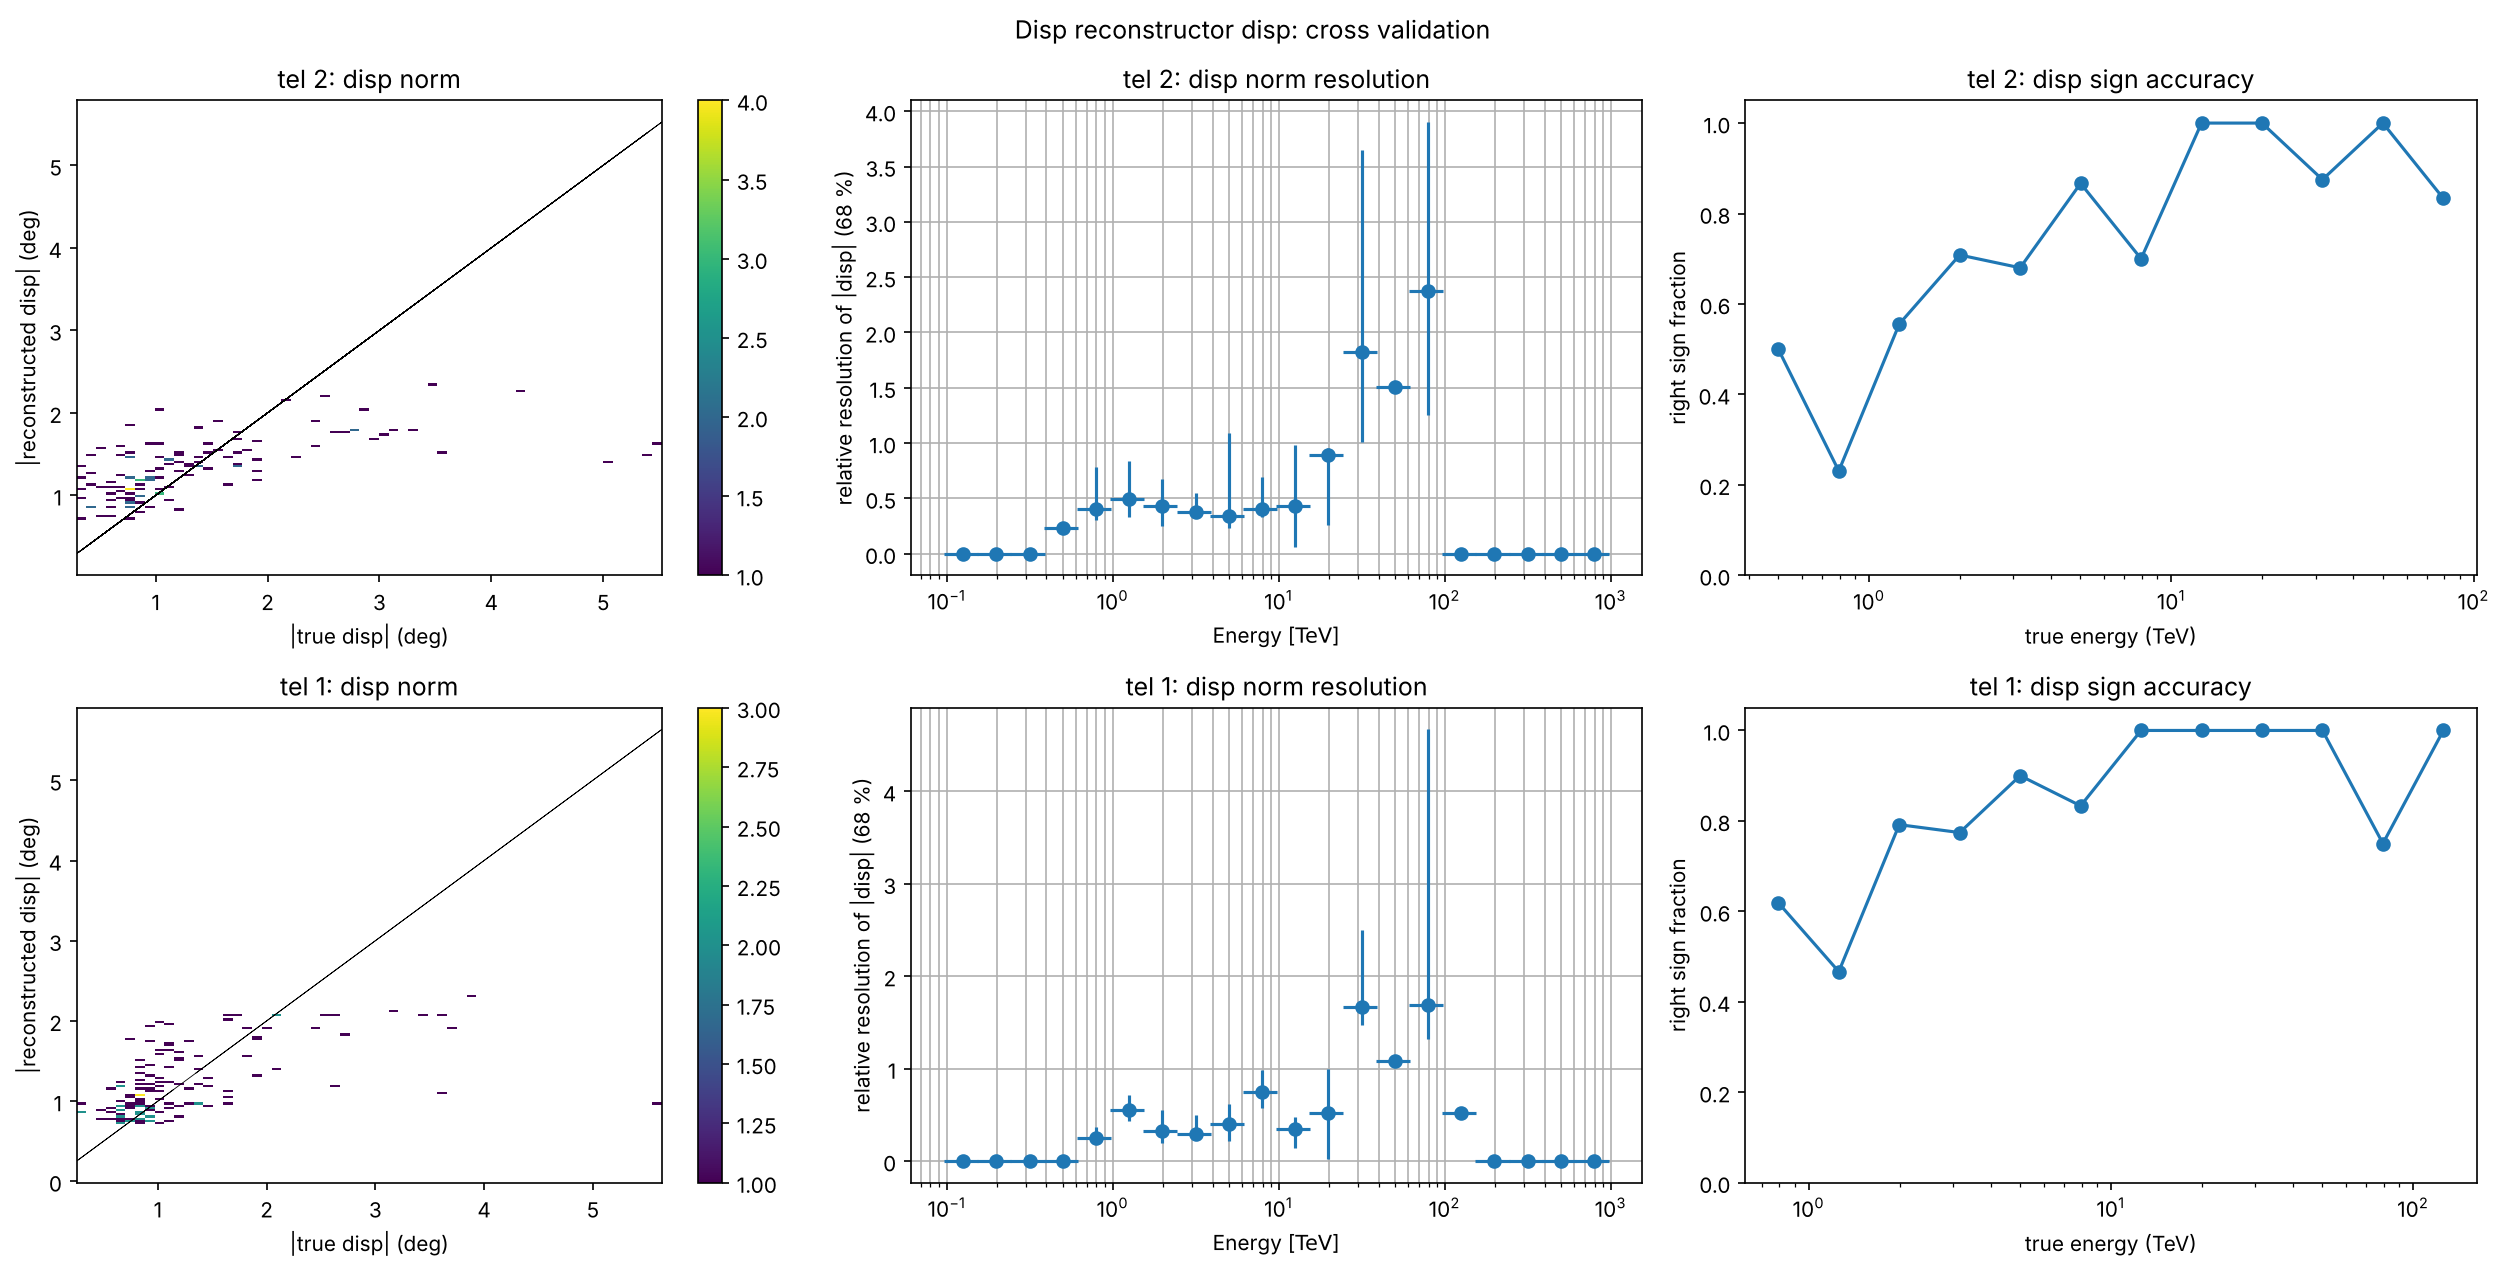 Disp reconstructor disp: cross validation
tel 2: disp norm
|reconstructed disp| (deg)
5
4
3
2
1
1 2 3 4 5
|true disp| (deg)
4.0
3.5
3.0
2.5
2.0
1.5
1.0
tel 2: disp norm resolution
relative resolution of |disp| (68 %)
4.0
3.5
3.0
2.5
2.0
1.5
1.0
0.5
0.0
10⁻¹ 10⁰ 10¹ 10² 10³
Energy [TeV]
tel 2: disp sign accuracy
right sign fraction
1.0
0.8
0.6
0.4
0.2
0.0
10⁰ 10¹ 10²
true energy (TeV)
tel 1: disp norm
|reconstructed disp| (deg)
5
4
3
2
1
0
1 2 3 4 5
|true disp| (deg)
3.00
2.75
2.50
2.25
2.00
1.75
1.50
1.25
1.00
tel 1: disp norm resolution
relative resolution of |disp| (68 %)
4
3
2
1
0
10⁻¹ 10⁰ 10¹ 10² 10³
Energy [TeV]
tel 1: disp sign accuracy
right sign fraction
1.0
0.8
0.6
0.4
0.2
0.0
10⁰ 10¹ 10²
true energy (TeV)